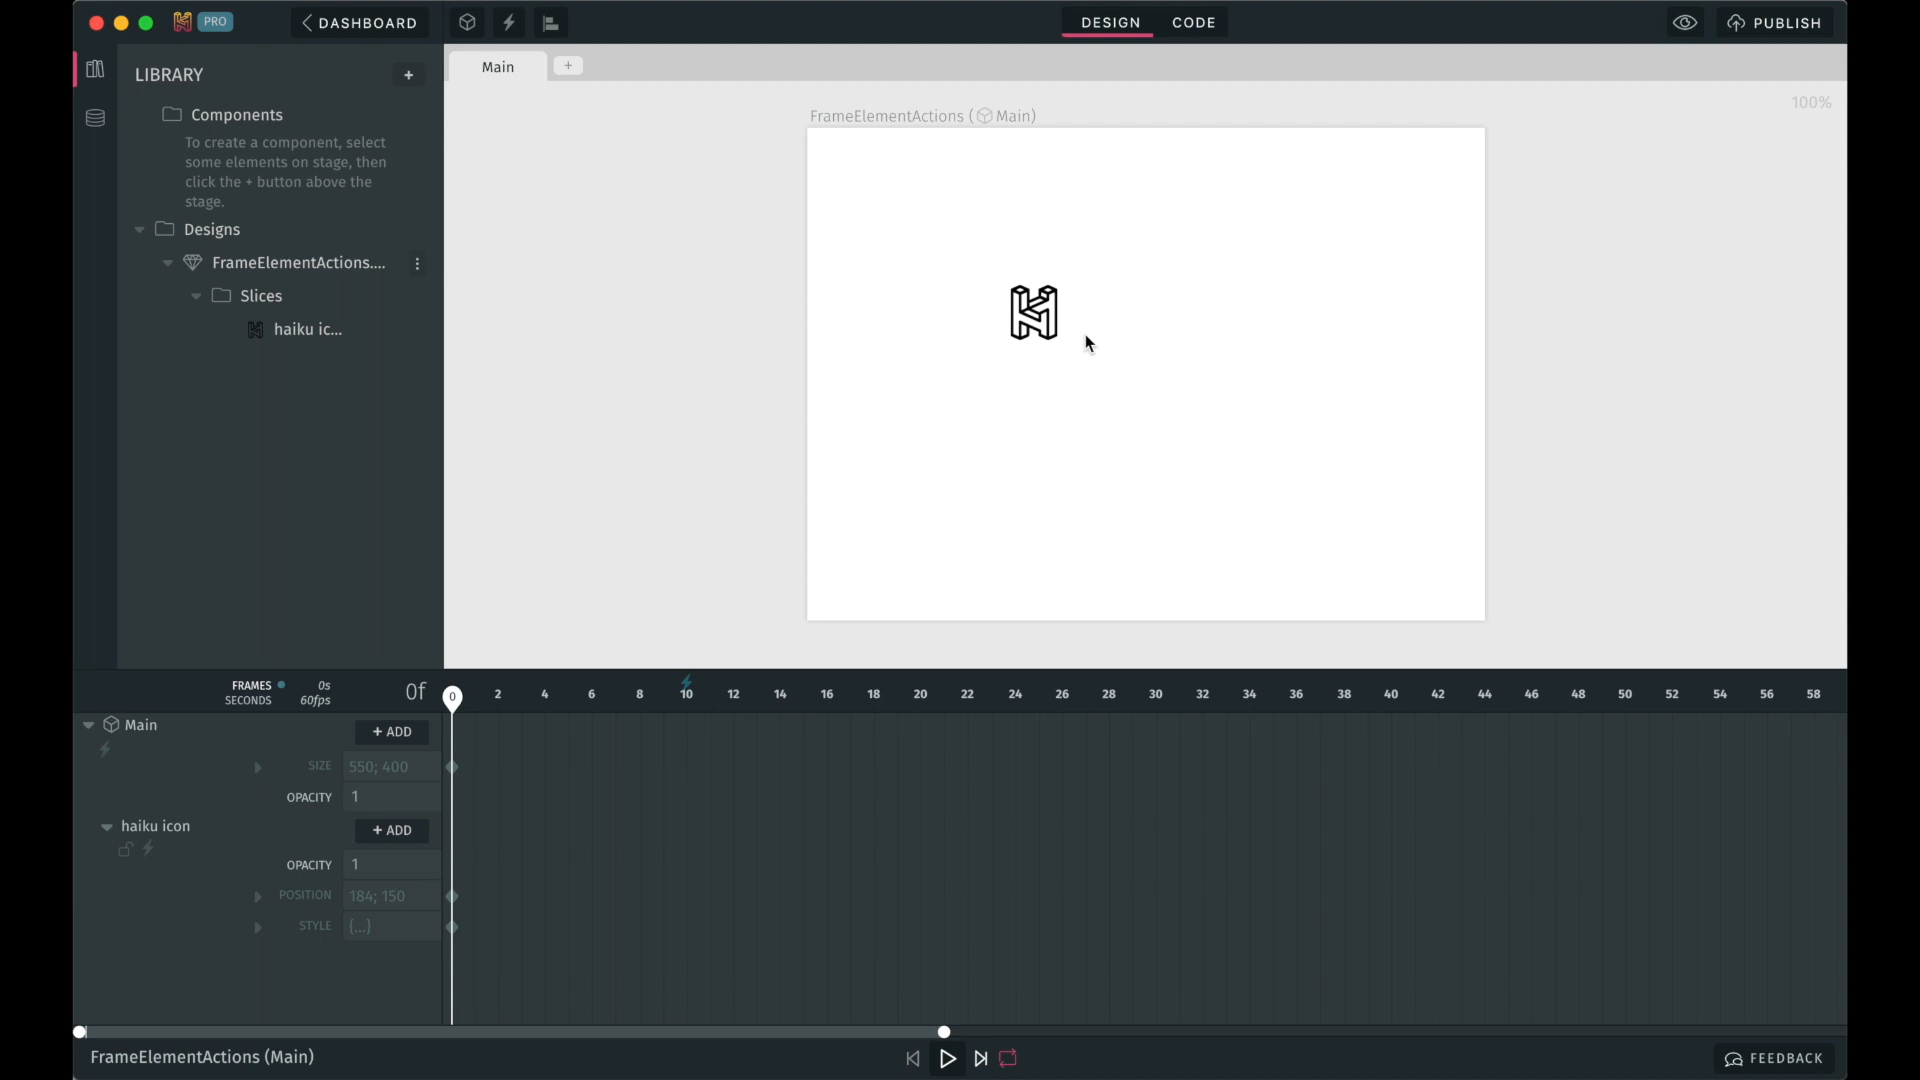 PRO
DASHBOARD
DESIGN
CODE
PUBLISH
LIBRARY
+
Main
+
100%
Components
To create a component, select
some elements on stage, then
click the + button above the
stage.
Designs
FrameElementActions....
Slices
haiku ic...
FrameElementActions ( Main)
FRAMES
SECONDS
0s
60fps
0f
0 2 4 6 8 10 12 14 16 18 20 22 24 26 28 30 32 34 36 38 40 42 44 46 48 50 52 54 56 58
Main
+ ADD
SIZE 550; 400
OPACITY 1
haiku icon
+ ADD
OPACITY 1
POSITION 184; 150
STYLE {...}
FrameElementActions (Main)
FEEDBACK